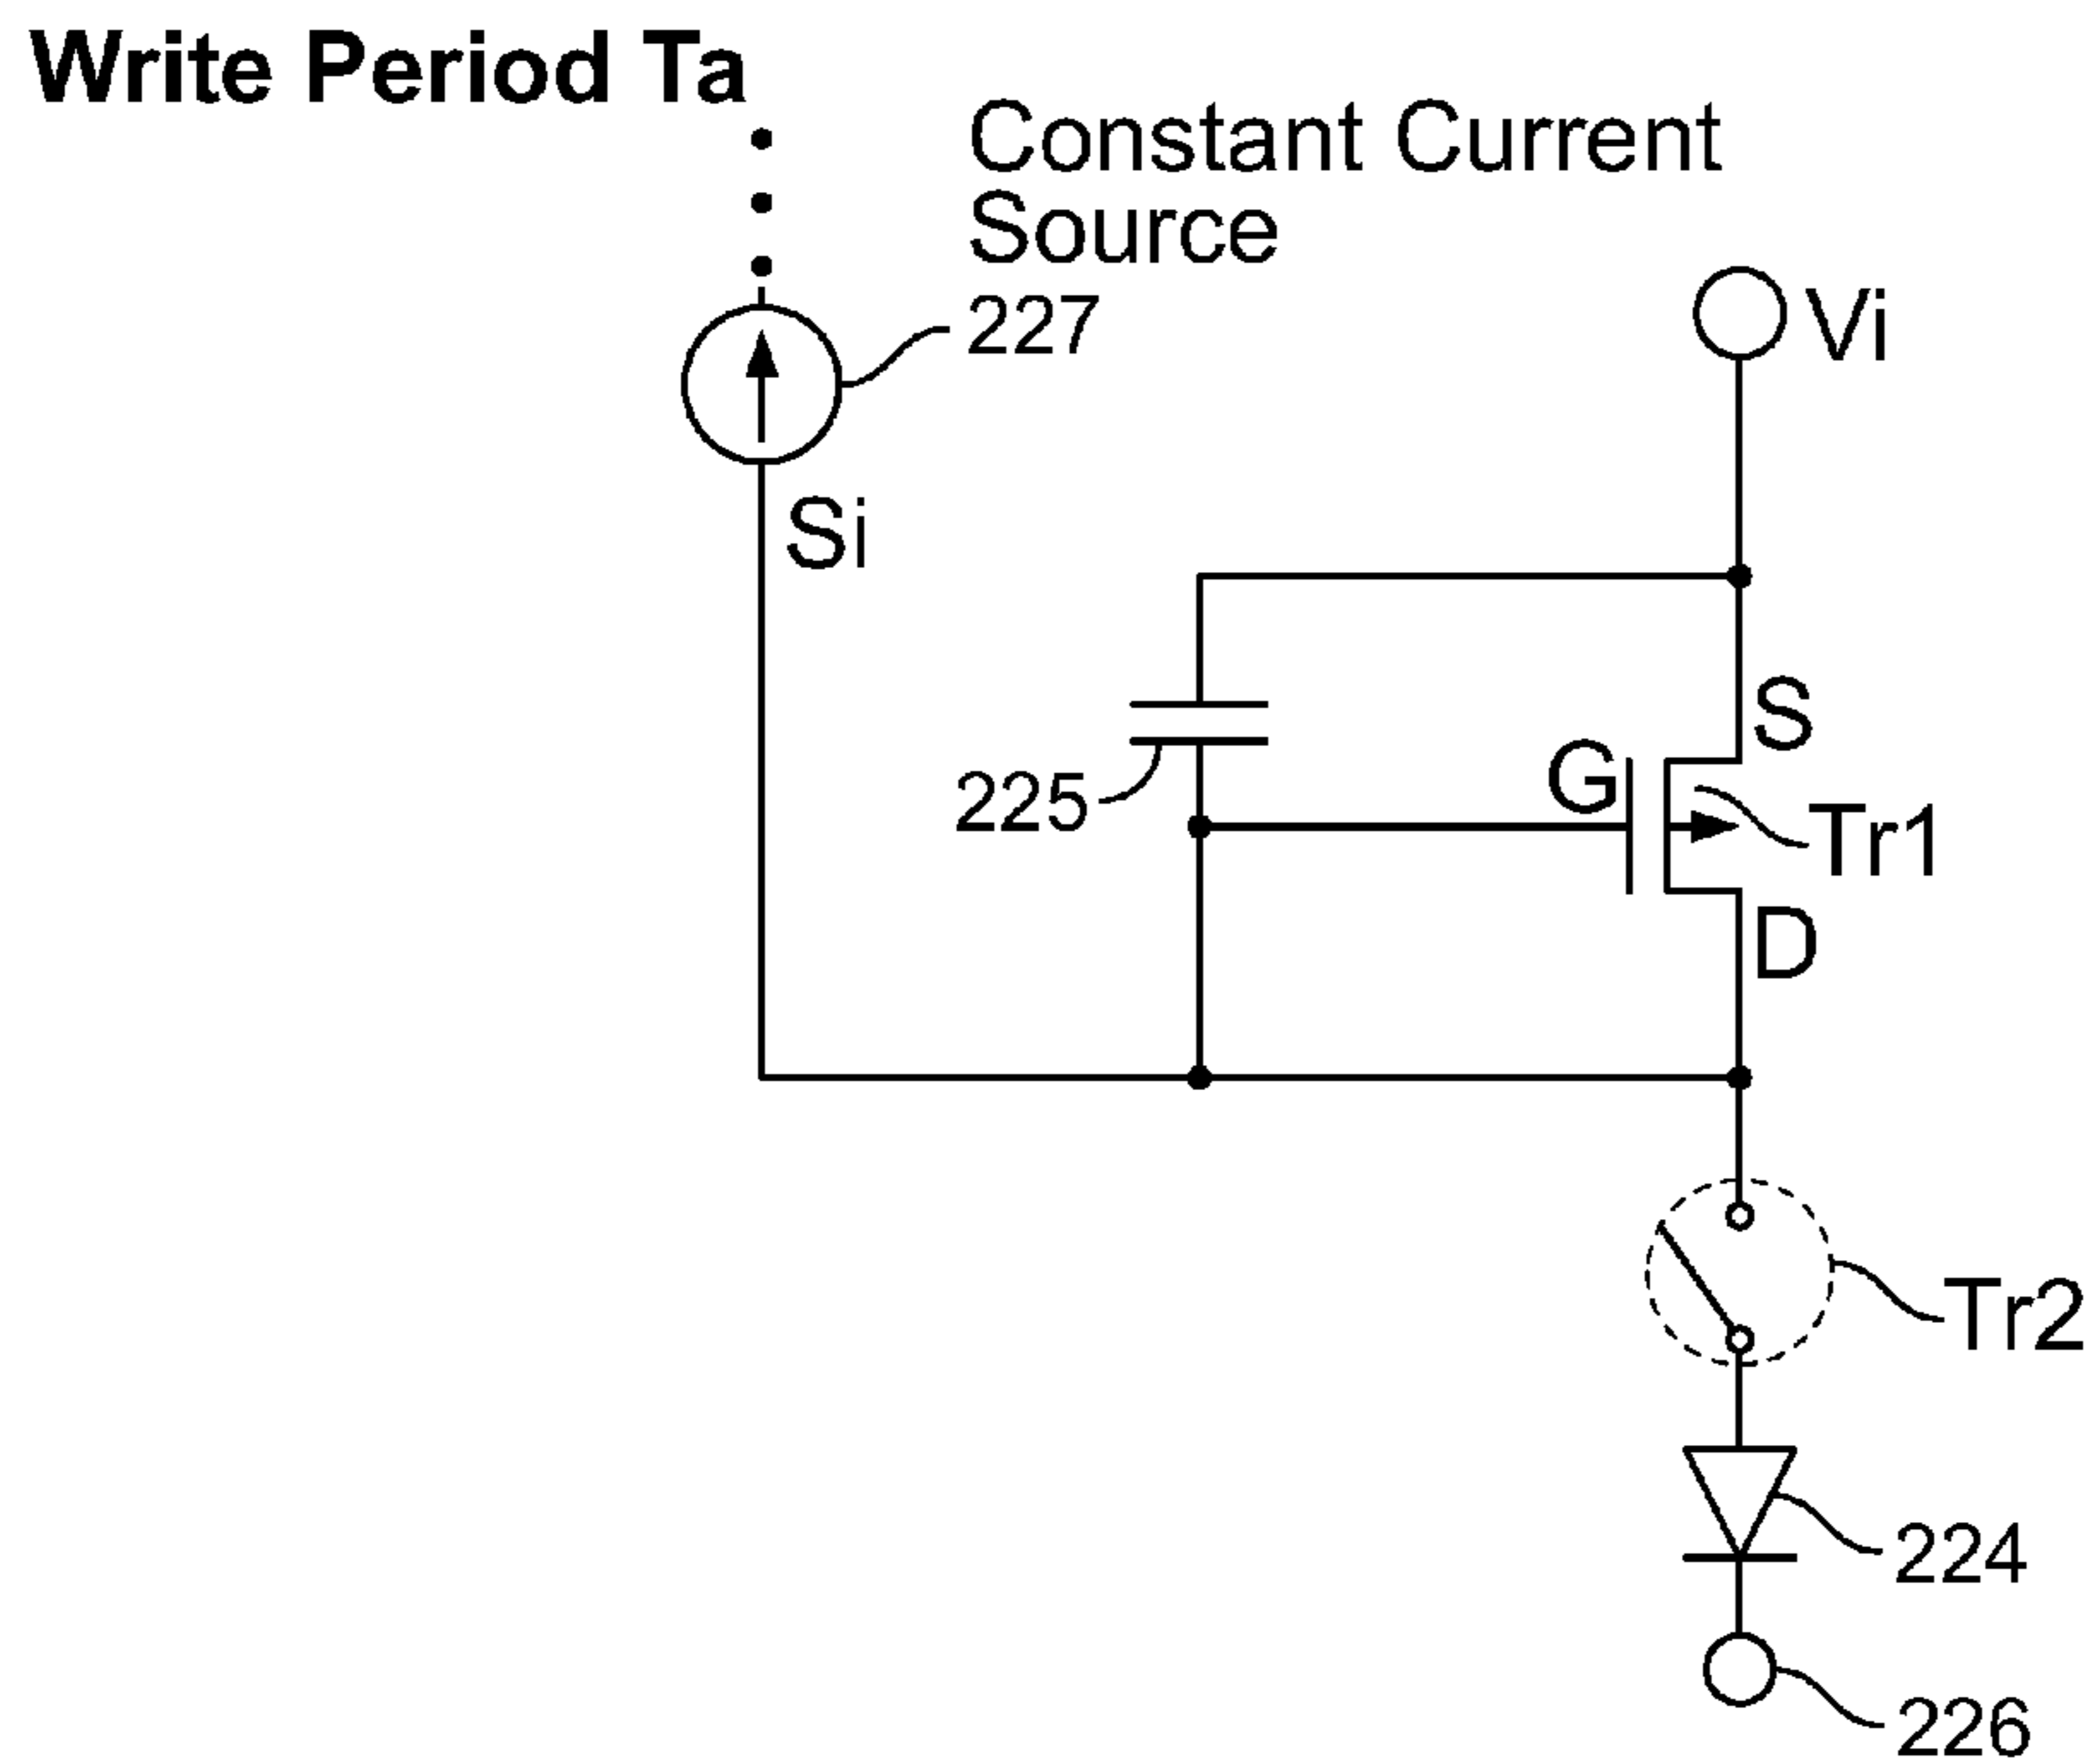 Write Period Ta
Constant Current
Source
227
Vi
Si
S
G
225
Tr1
D
Tr2
224
226